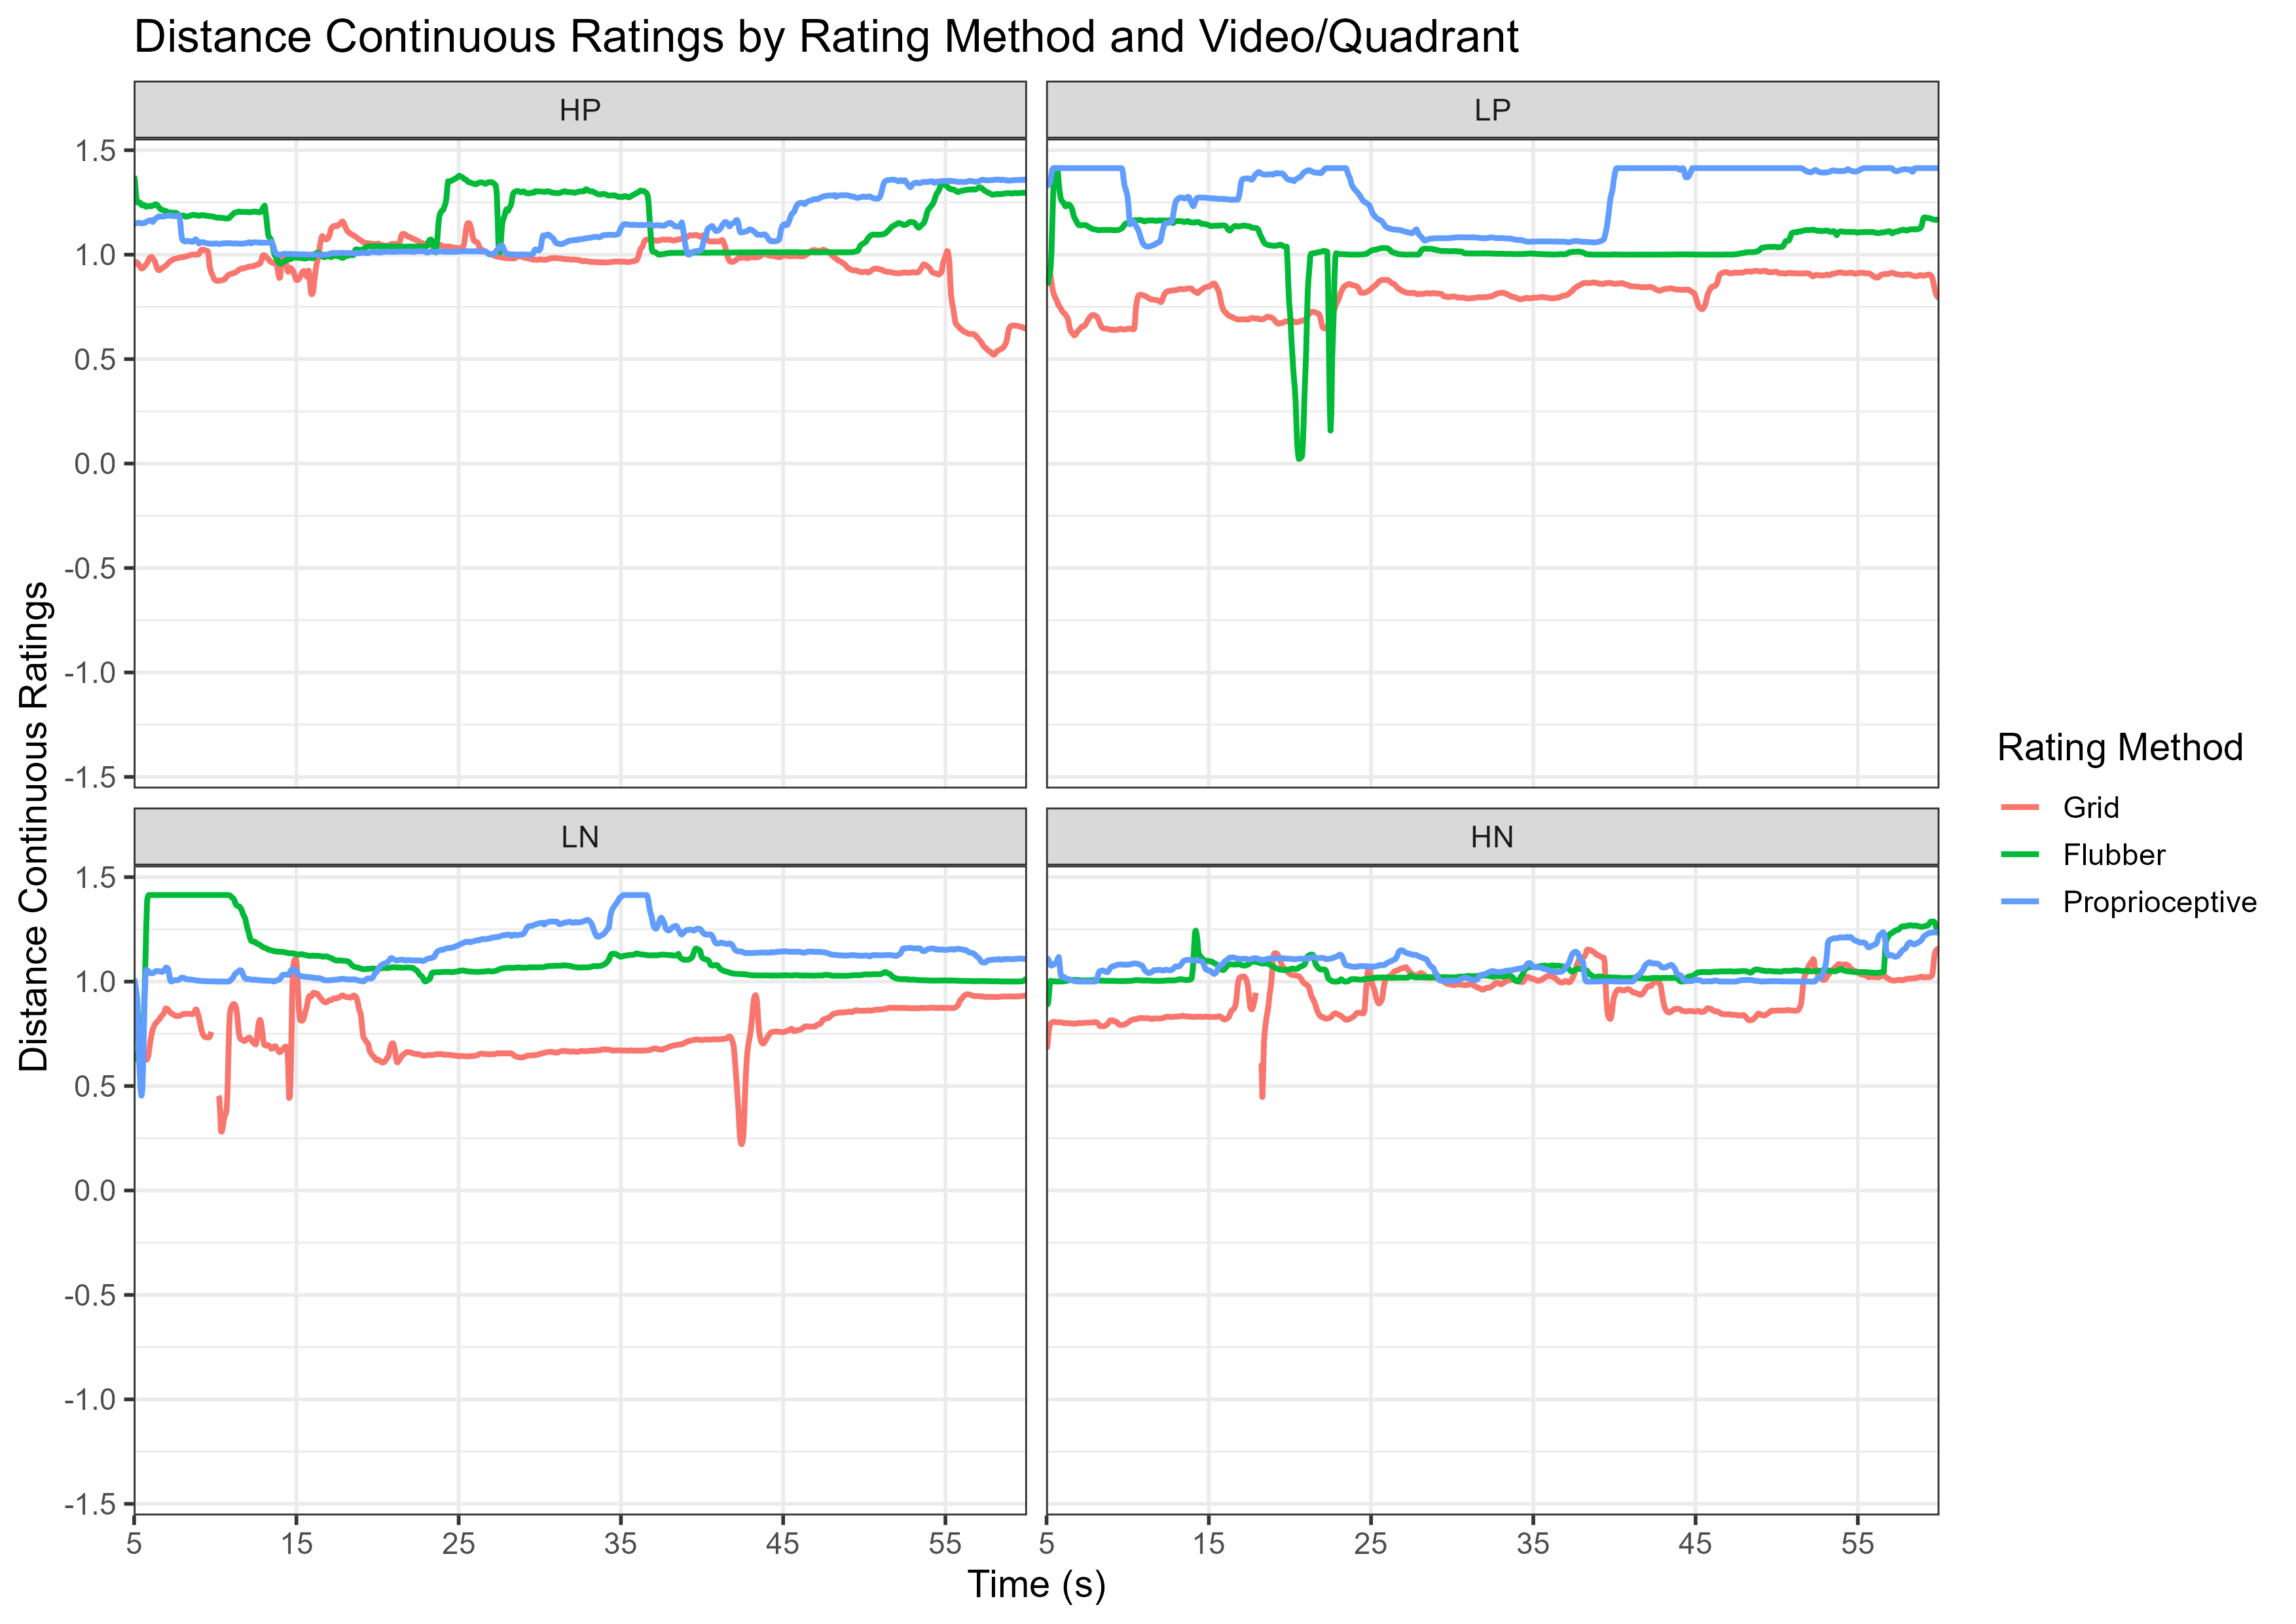 Distance Continuous Ratings by Rating Method and Video/Quadrant
HP
LP
1.5
1.0
0.5
0.0
-0.5
-1.0
-1.5
LN
HN
1.5
1.0
0.5
0.0
-0.5
-1.0
-1.5
5 15 25 35 45 55
5 15 25 35 45 55
Time (s)
Distance Continuous Ratings
Rating Method
Grid
Flubber
Proprioceptive